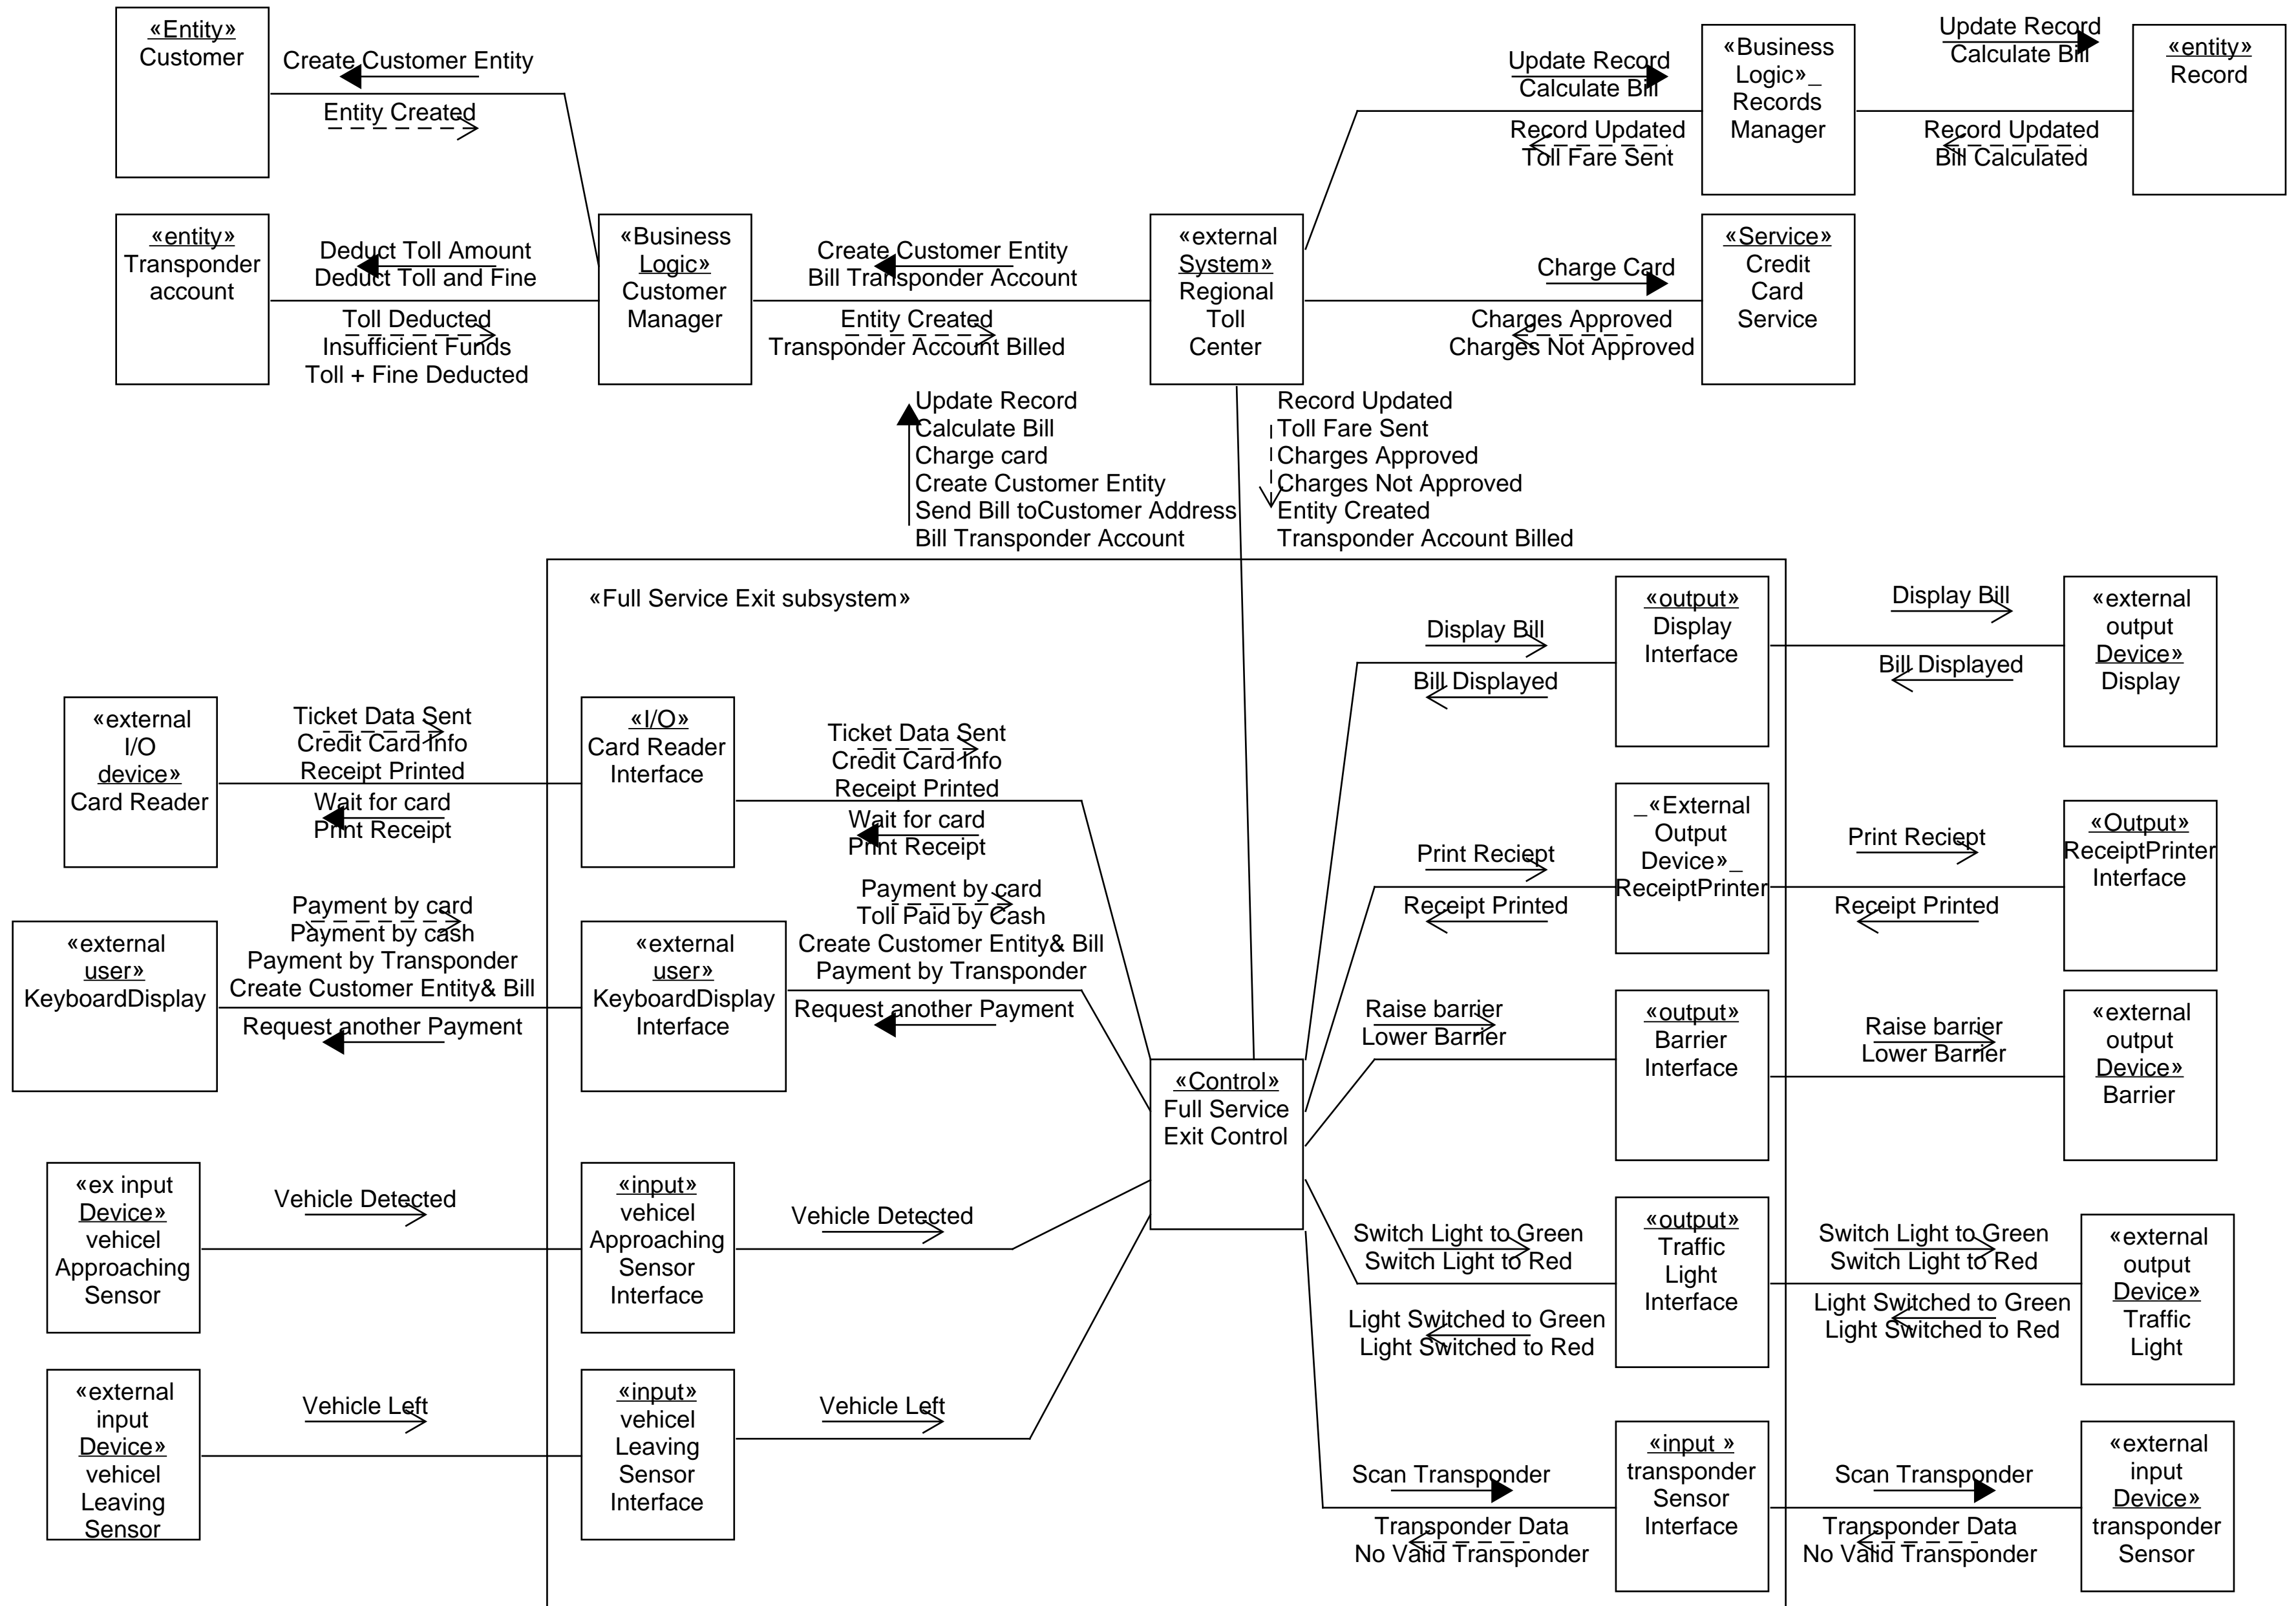 «Entity»
Customer
Create Customer Entity
Entity Created
Update Record
Calculate Bill
Record Updated
Toll Fare Sent
«Business
Logic»_
Records
Manager
Update Record
Calculate Bill
Record Updated
Bill Calculated
«entity»
Record
«entity»
Transponder
account
Deduct Toll Amount
Deduct Toll and Fine
Toll Deducted
Insufficient Funds
Toll + Fine Deducted
«Business
Logic»
Customer
Manager
Create Customer Entity
Bill Transponder Account
Entity Created
Transponder Account Billed
«external
System»
Regional
Toll
Center
Charge Card
Charges Approved
Charges Not Approved
«Service»
Credit
Card
Service
Update Record
Calculate Bill
Charge card
Create Customer Entity
Send Bill toCustomer Address
Bill Transponder Account
Record Updated
Toll Fare Sent
Charges Approved
Charges Not Approved
Entity Created
Transponder Account Billed
«Full Service Exit subsystem»
Display Bill
Bill Displayed
«output»
Display
Interface
Display Bill
Bill Displayed
«external
output
Device»
Display
«external
I/O
device»
Card Reader
Ticket Data Sent
Credit Card Info
Receipt Printed
Wait for card
Print Receipt
«I/O»
Card Reader
Interface
Ticket Data Sent
Credit Card Info
Receipt Printed
Wait for card
Print Receipt
Print Reciept
Receipt Printed
_«External
Output
Device»_
ReceiptPrinter
Print Reciept
Receipt Printed
«Output»
ReceiptPrinter
Interface
«external
user»
KeyboardDisplay
Payment by card
Payment by cash
Payment by Transponder
Create Customer Entity& Bill
Request another Payment
«external
user»
KeyboardDisplay
Interface
Payment by card
Toll Paid by Cash
Create Customer Entity& Bill
Payment by Transponder
Request another Payment
Raise barrier
Lower Barrier
«output»
Barrier
Interface
Raise barrier
Lower Barrier
«external
output
Device»
Barrier
«Control»
Full Service
Exit Control
«ex input
Device»
vehicel
Approaching
Sensor
Vehicle Detected
«input»
vehicel
Approaching
Sensor
Interface
Vehicle Detected
Switch Light to Green
Switch Light to Red
Light Switched to Green
Light Switched to Red
«output»
Traffic
Light
Interface
Switch Light to Green
Switch Light to Red
Light Switched to Green
Light Switched to Red
«external
output
Device»
Traffic
Light
«external
input
Device»
vehicel
Leaving
Sensor
Vehicle Left
«input»
vehicel
Leaving
Sensor
Interface
Vehicle Left
Scan Transponder
Transponder Data
No Valid Transponder
«input »
transponder
Sensor
Interface
Scan Transponder
Transponder Data
No Valid Transponder
«external
input
Device»
transponder
Sensor